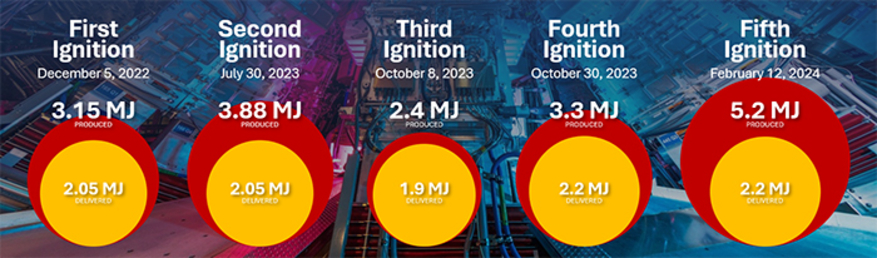 First
Ignition
December 5, 2022
3.15 MJ
PRODUCED
2.05 MJ
DELIVERED
Second
Ignition
July 30, 2023
3.88 MJ
PRODUCED
2.05 MJ
DELIVERED
Third
Ignition
October 8, 2023
2.4 MJ
PRODUCED
1.9 MJ
DELIVERED
Fourth
Ignition
October 30, 2023
3.3 MJ
PRODUCED
2.2 MJ
DELIVERED
Fifth
Ignition
February 12, 2024
5.2 MJ
PRODUCED
2.2 MJ
DELIVERED